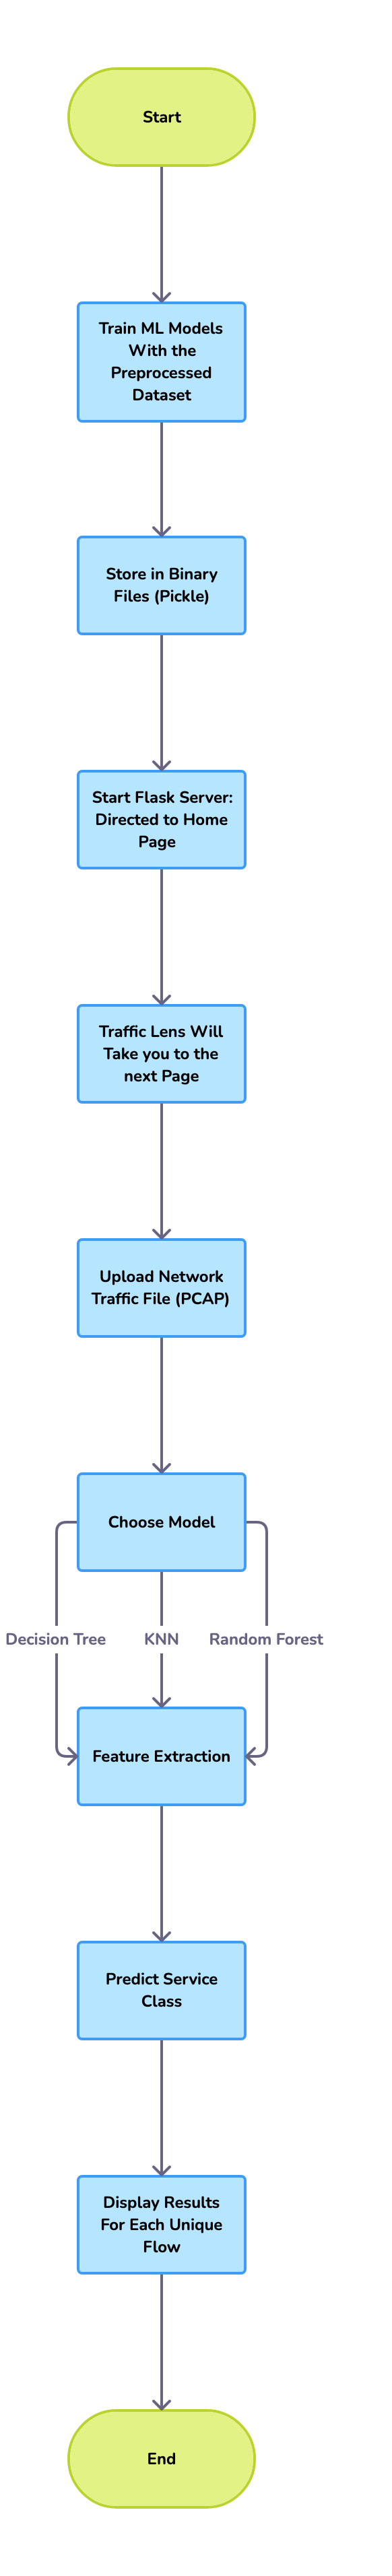 Start
Train ML Models
With the
Preprocessed
Dataset
Store in Binary
Files (Pickle)
Start Flask Server:
Directed to Home
Page
Traffic Lens Will
Take you to the
next Page
Upload Network
Traffic File (PCAP)
Choose Model
Decision Tree
KNN
Random Forest
Feature Extraction
Predict Service
Class
Display Results
For Each Unique
Flow
End